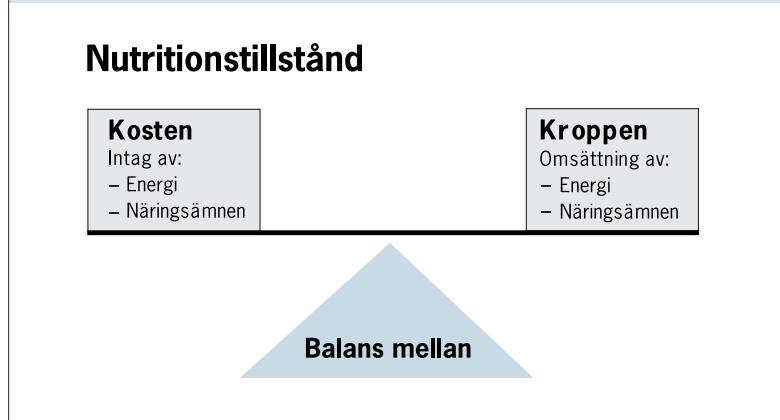 Nutritionstillstånd
Kosten
Intag av:
– Energi
– Näringsämnen
Kroppen
Omsättning av:
– Energi
– Näringsämnen
Balans mellan